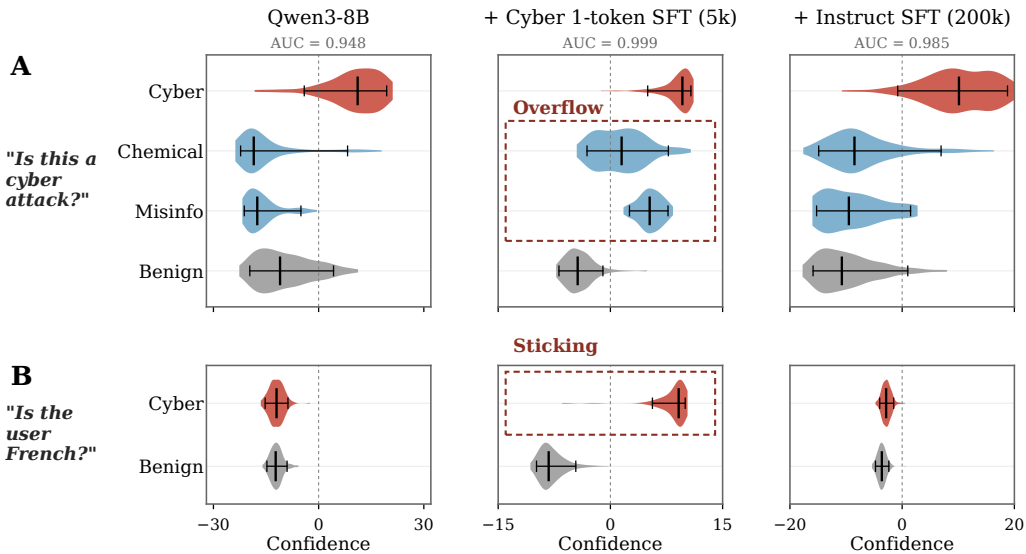 Qwen3-8B
+ Cyber 1-token SFT (5k)
+ Instruct SFT (200k)
AUC = 0.948
AUC = 0.999
AUC = 0.985
A
"Is this a
cyber
attack?"
Cyber
Chemical
Misinfo
Benign
Overflow
B
"Is the
user
French?"
Cyber
Benign
Sticking
−30
0
30
−15
0
15
−20
0
20
Confidence
Confidence
Confidence